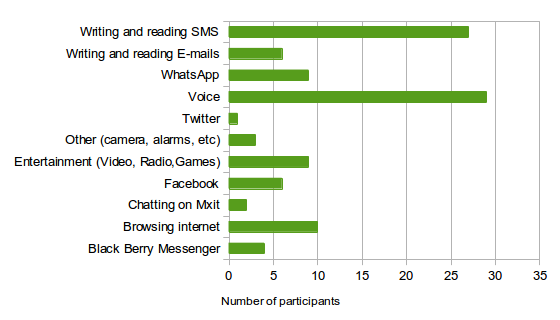 Writing and reading SMS
Writing and reading E-mails
WhatsApp
Voice
Twitter
Other (camera, alarms, etc)
Entertainment (Video, Radio,Games)
Facebook
Chatting on Mxit
Browsing internet
Black Berry Messenger
0 5 10 15 20 25 30 35
Number of participants